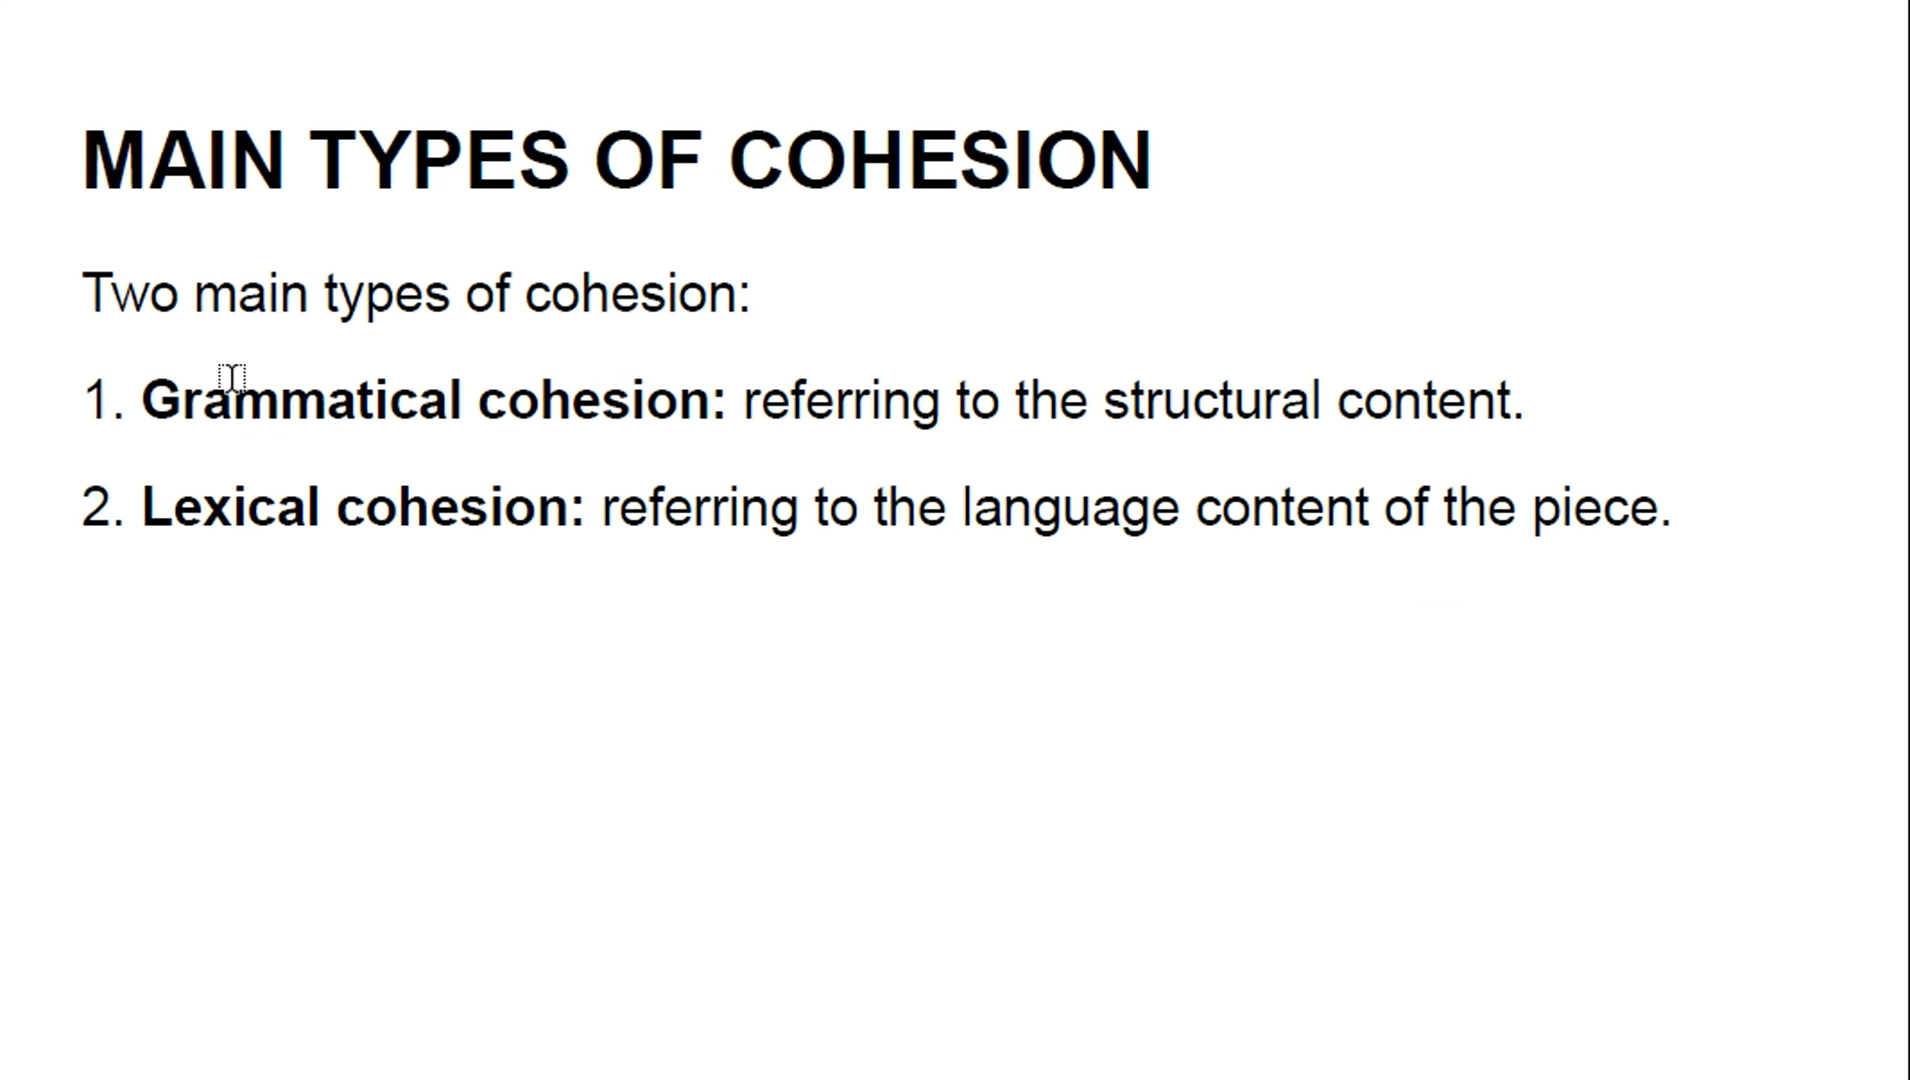 MAIN TYPES OF COHESION
Two main types of cohesion:
1. Grammatical cohesion: referring to the structural content.
2. Lexical cohesion: referring to the language content of the piece.